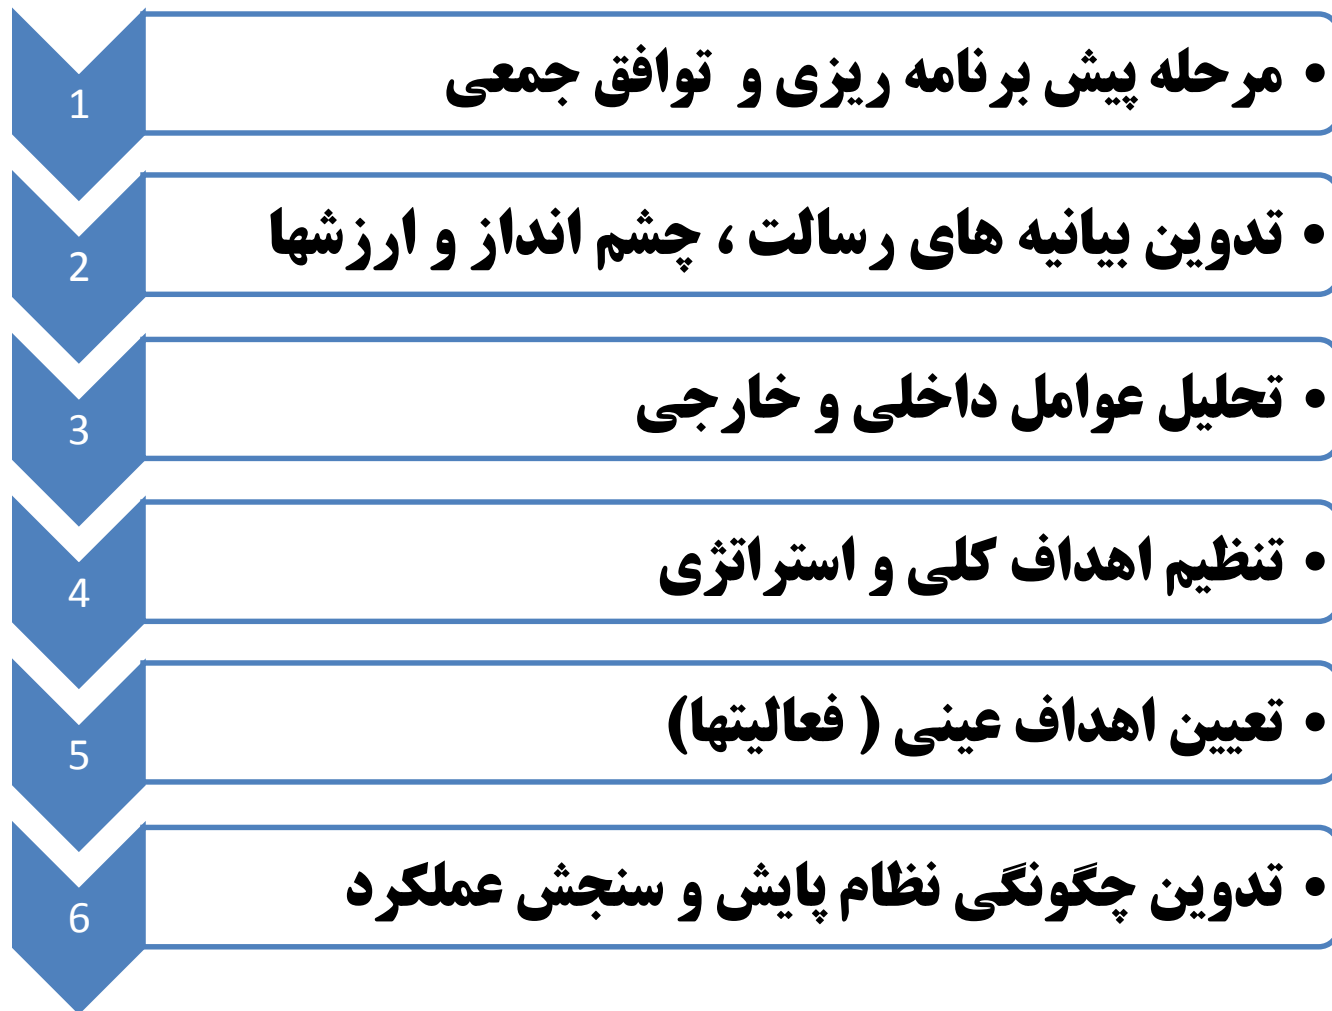 1
• مرحله پیش برنامه ریزی و توافق جمعی
2
• تدوین بیانیه های رسالت ، چشم انداز و ارزشها
3
• تحلیل عوامل داخلی و خارجی
4
• تنظیم اهداف کلی و استراتژی
5
• تعیین اهداف عینی ( فعالیتها)
6
• تدوین چگونگی نظام پایش و سنجش عملکرد